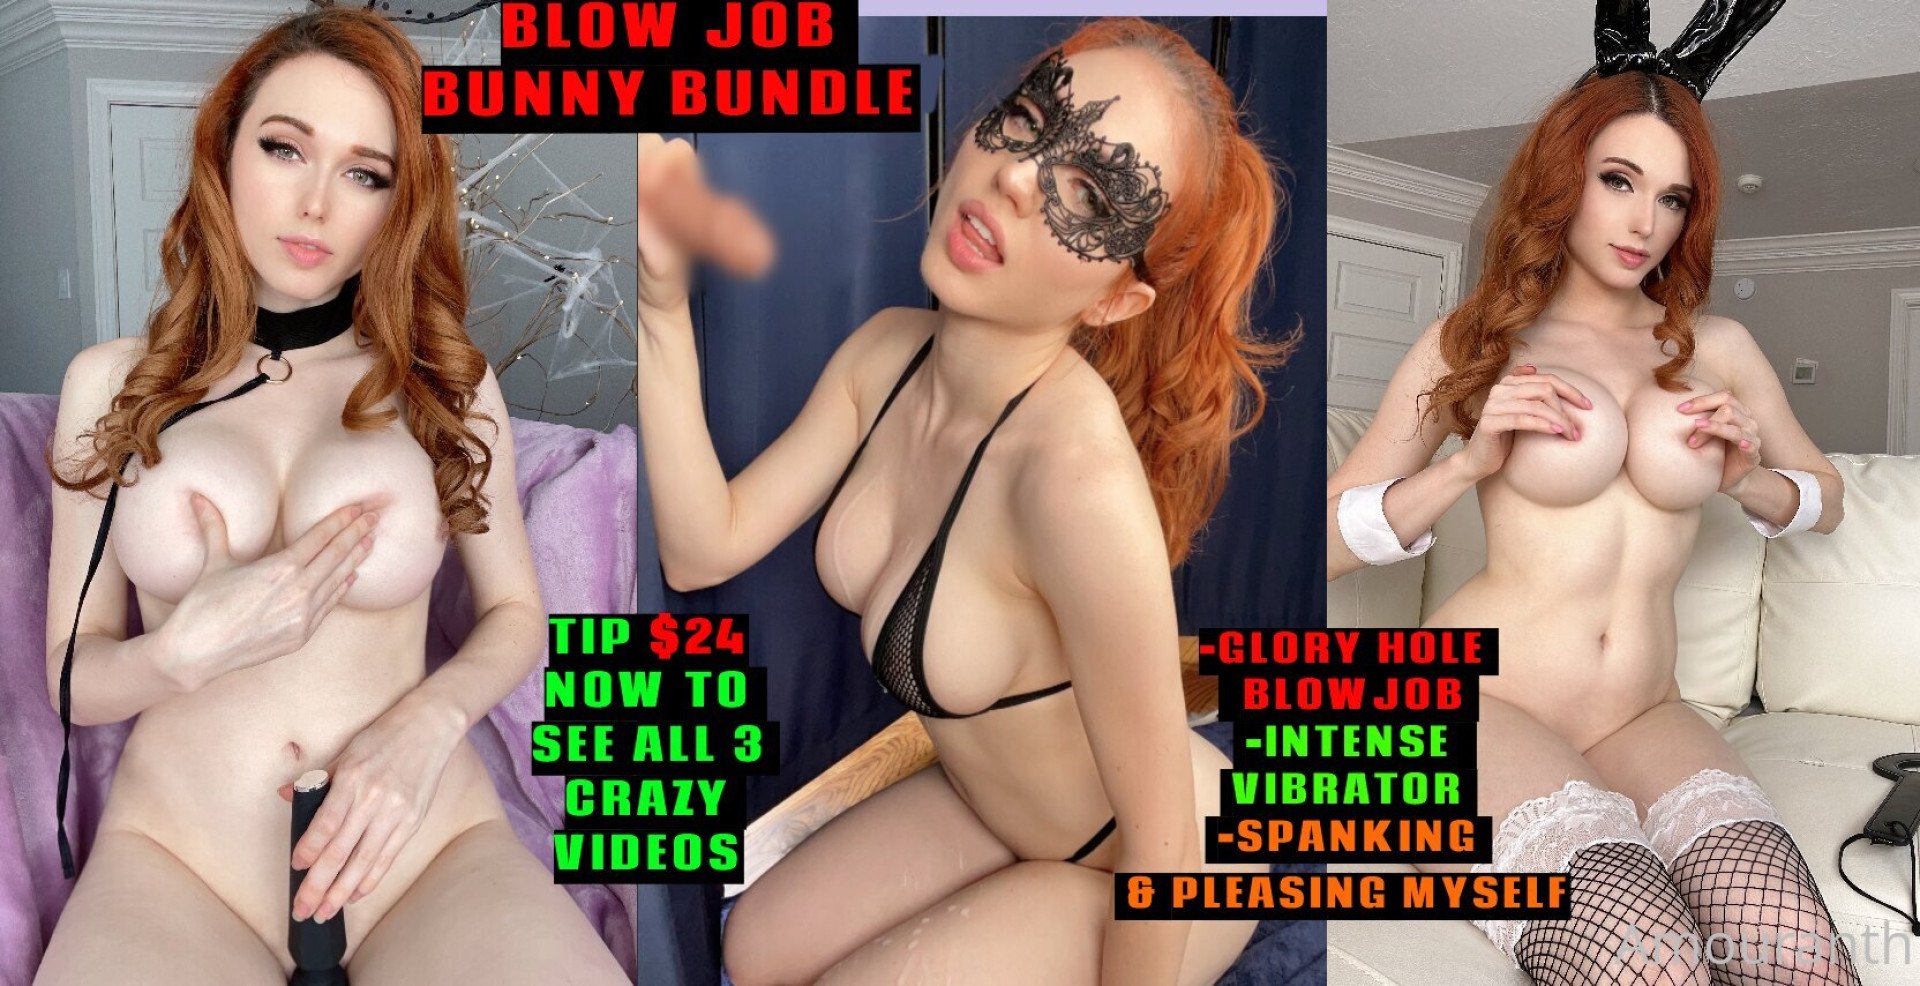 BLOW JOB
BUNNY BUNDLE
TIP $24
NOW TO
SEE ALL 3
CRAZY
VIDEOS
-GLORY HOLE
BLOWJOB
-INTENSE
VIBRATOR
-SPANKING
& PLEASING MYSELF
Amouranth